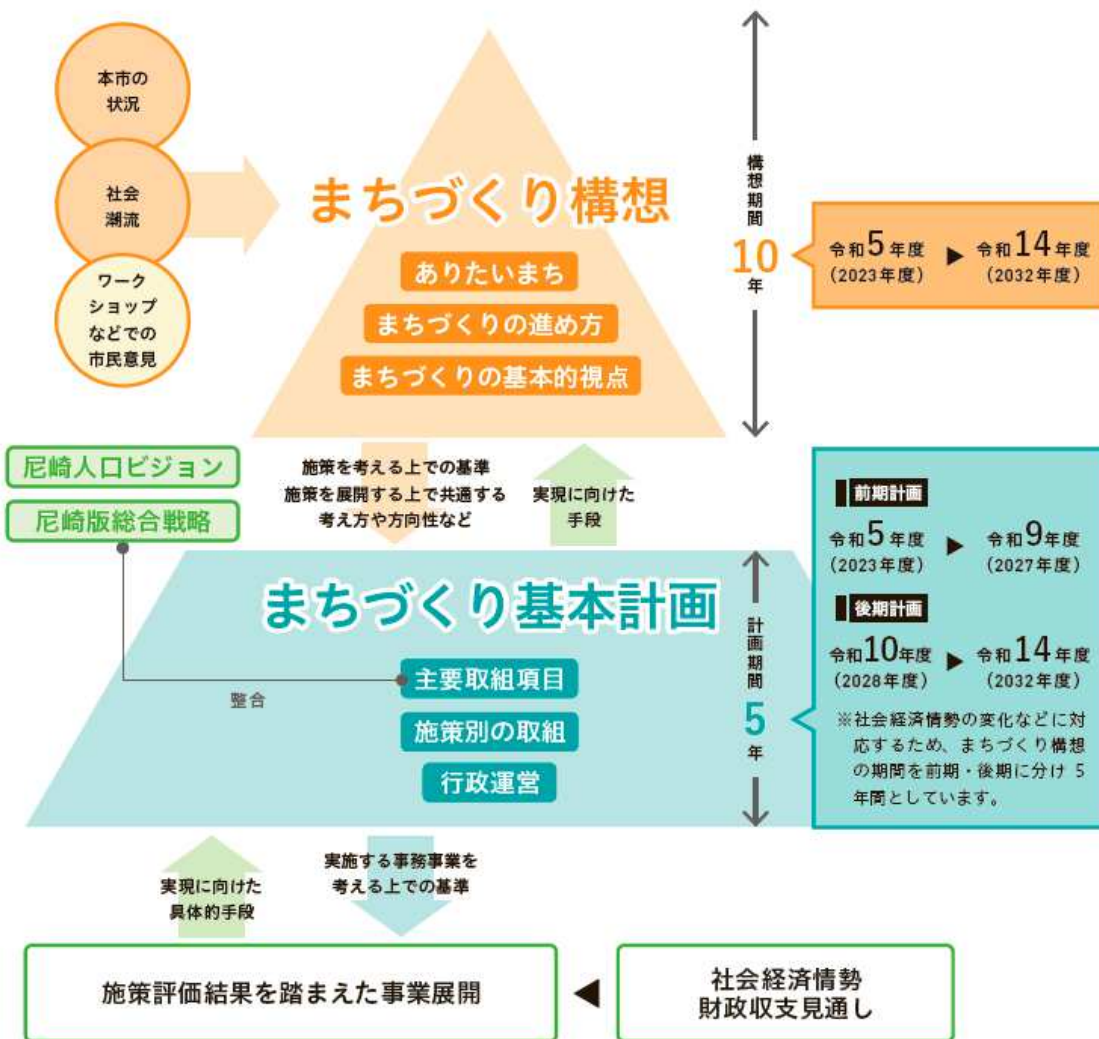 本市の
状況
社会
潮流
ワーク
ショップ
などでの
市民意見
まちづくり構想
ありたいまち
まちづくりの進め方
まちづくりの基本的視点
構想期間
10
年
令和5年度
(2023年度)
▶
令和14年度
(2032年度)
尼崎人口ビジョン
尼崎版総合戦略
施策を考える上での基準
施策を展開する上で共通する
考え方や方向性など
実現に向けた
手段
まちづくり基本計画
主要取組項目
施策別の取組
行政運営
整合
計画期間
5
年
前期計画
令和5年度 ▶ 令和9年度
(2023年度) (2027年度)
後期計画
令和10年度 ▶ 令和14年度
(2028年度) (2032年度)
※社会経済情勢の変化などに対
応するため、まちづくり構想
の期間を前期・後期に分け 5
年間としています。
実現に向けた
具体的手段
実施する事務事業を
考える上での基準
施策評価結果を踏まえた事業展開
◀
社会経済情勢
財政収支見通し